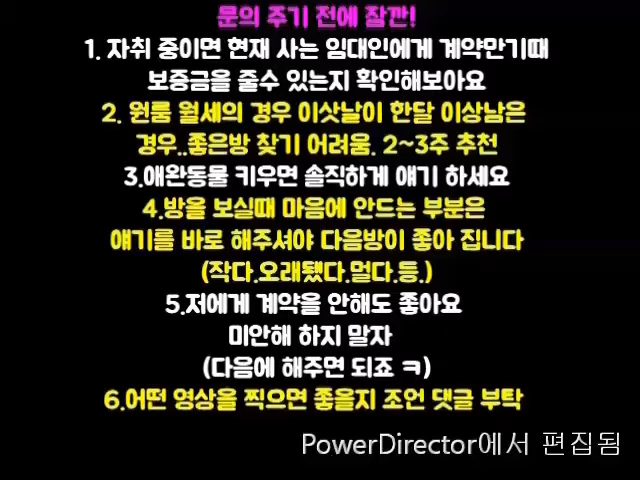 문의 주기 전에 잠깐!
1. 자취 중이면 현재 사는 임대인에게 계약만기때
보증금을 줄수 있는지 확인해보아요
2. 원룸 월세의 경우 이삿날이 한달 이상남은
경우..좋은방 찾기 어려움. 2~3주 추천
3.애완동물 키우면 솔직하게 얘기 하세요
4.방을 보실때 마음에 안드는 부분은
얘기를 바로 해주셔야 다음방이 좋아 집니다
(작다.오래됐다.멀다.등.)
5.저에게 계약을 안해도 좋아요
미안해 하지 말자
(다음에 해주면 되죠 ㅋ)
6.어떤 영상을 찍으면 좋을지 조언 댓글 부탁
PowerDirector에서 편집됨